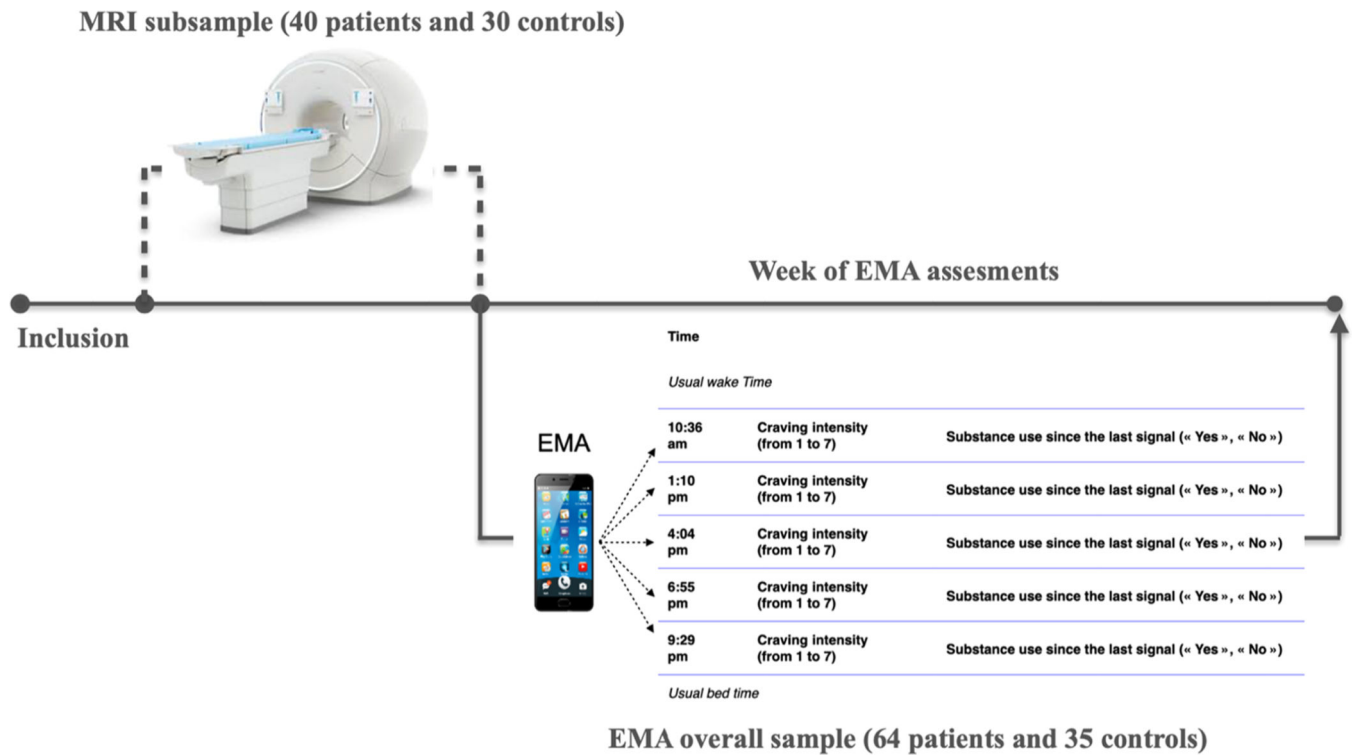 MRI subsample (40 patients and 30 controls)
Week of EMA assesments
Inclusion
Time
Usual wake Time
EMA
10:36 am
Craving intensity (from 1 to 7)
Substance use since the last signal (« Yes », « No »)
1:10 pm
Craving intensity (from 1 to 7)
Substance use since the last signal (« Yes », « No »)
4:04 pm
Craving intensity (from 1 to 7)
Substance use since the last signal (« Yes », « No »)
6:55 pm
Craving intensity (from 1 to 7)
Substance use since the last signal (« Yes », « No »)
9:29 pm
Craving intensity (from 1 to 7)
Substance use since the last signal (« Yes », « No »)
Usual bed time
EMA overall sample (64 patients and 35 controls)